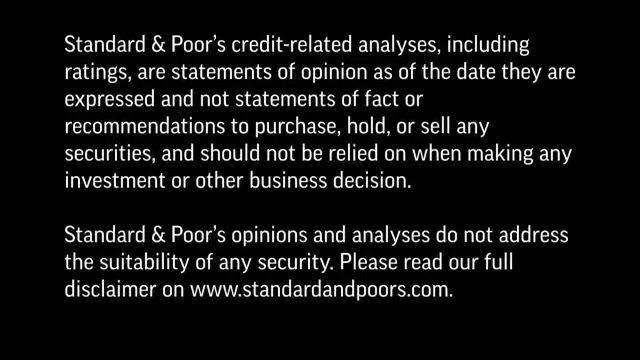 Standard & Poor's credit-related analyses, including
ratings, are statements of opinion as of the date they are
expressed and not statements of fact or
recommendations to purchase, hold, or sell any
securities, and should not be relied on when making any
investment or other business decision.
Standard & Poor's opinions and analyses do not address
the suitability of any security. Please read our full
disclaimer on www.standardandpoors.com.